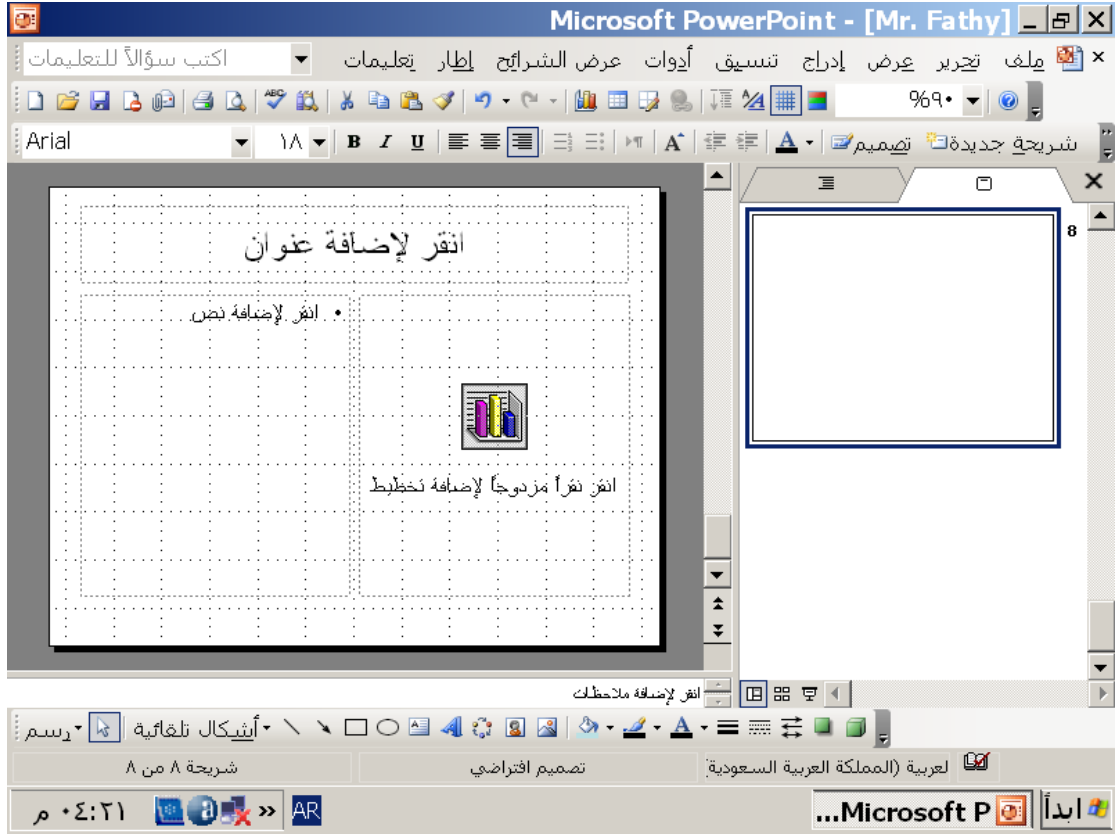 Microsoft PowerPoint - [Mr. Fathy]
ملف تحرير عرض إدراج تنسيق أدوات عرض الشرائح إطار تعليمات اكتب سؤالاً للتعليمات
%٦٩٠
Arial ١٨ B I U شريحة جديدة تصميم
انقر لإضافة عنوان
• انقر لإضافة نص
انقر نقراً مزدوجاً لإضافة تخطيط
8
انقر لإضافة ملاحظات
رسم أشكال تلقائية
شريحة ٨ من ٨ تصميم افتراضي لعربية (المملكة العربية السعودية
ابدأ Microsoft P... AR ٠٤:٢١ م